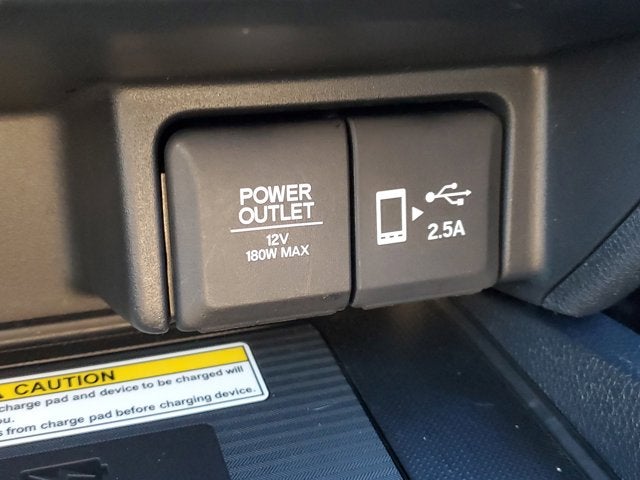 POWER
OUTLET
12V
180W MAX
2.5A
CAUTION
charge pad and device to be charged will
you.
from charge pad before charging device.